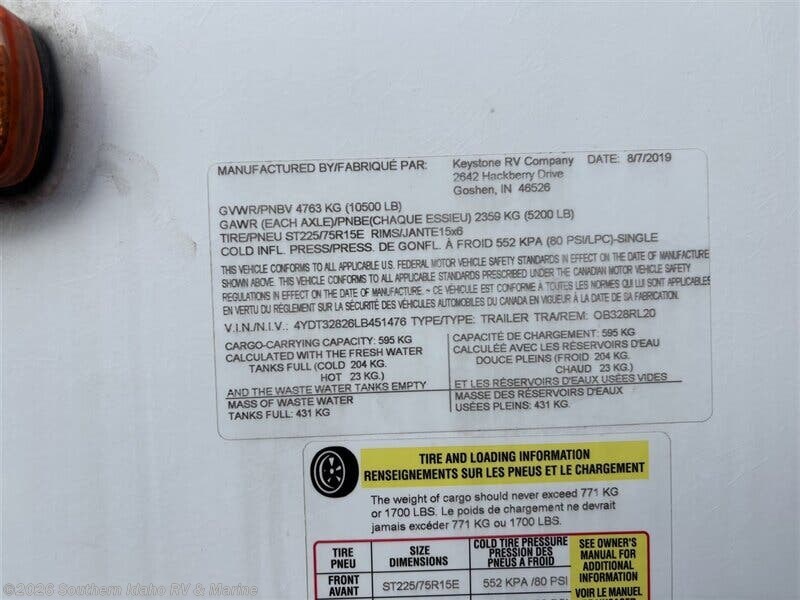 MANUFACTURED BY/FABRIQUÉ PAR: Keystone RV Company DATE: 8/7/2019
2642 Hackberry Drive
Goshen, IN 46526
GVWR/PNBV 4763 KG (10500 LB)
GAWR (EACH AXLE)/PNBE(CHAQUE ESSIEU) 2359 KG (5200 LB)
TIRE/PNEU ST225/75R15E RIMS/JANTE15x6
COLD INFL. PRESS/PRESS. DE GONFL. À FROID 552 KPA (80 PSI/LPC)-SINGLE
THIS VEHICLE CONFORMS TO ALL APPLICABLE U.S. FEDERAL MOTOR VEHICLE SAFETY STANDARDS IN EFFECT ON THE DATE OF MANUFACTURE
SHOWN ABOVE. THIS VEHICLE CONFORMS TO ALL APPLICABLE STANDARDS PRESCRIBED UNDER THE CANADIAN MOTOR VEHICLE SAFETY
REGULATIONS IN EFFECT ON THE DATE OF MANUFACTURE. ~ CE VÉHICULE EST CONFORME À TOUTES LES NORMES QUI LUI SONT APPLICABLES
EN VERTU DU RÉGLEMENT SUR LA SÉCURITÉ DES VÉHICULES AUTOMOBILES DU CANADA EN VIGUEUR À LA DATE DE SA FABRICATION.
V.I.N./N.I.V.: 4YDT32826LB451476 TYPE/TYPE: TRAILER TRA/REM: OB328RL20
CARGO-CARRYING CAPACITY: 595 KG
CALCULATED WITH THE FRESH WATER
TANKS FULL (COLD 204 KG.
HOT 23 KG.)
AND THE WASTE WATER TANKS EMPTY
MASS OF WASTE WATER
TANKS FULL: 431 KG
CAPACITÉ DE CHARGEMENT: 595 KG
CALCULÉE AVEC LES RÉSERVOIRS D'EAU
DOUCE PLEINS (FROID 204 KG.
CHAUD 23 KG.)
ET LES RÉSERVOIRS D'EAUX USÉES VIDES
MASSE DES RÉSERVOIRS D'EAUX
USÉES PLEINS: 431 KG.
TIRE AND LOADING INFORMATION
RENSEIGNEMENTS SUR LES PNEUS ET LE CHARGEMENT
The weight of cargo should never exceed 771 KG
or 1700 LBS. Le poids de chargement ne devrait
jamais excéder 771 KG ou 1700 LBS.
TIRE
PNEU
SIZE
DIMENSIONS
COLD TIRE PRESSURE
PRESSION DES
PNEUS À FROID
SEE OWNER'S
MANUAL FOR
ADDITIONAL
INFORMATION
VOIR LE MANUEL
FRONT
AVANT
ST225/75R15E
552 KPA /80 PSI
©2026 Southern Idaho RV & Marine